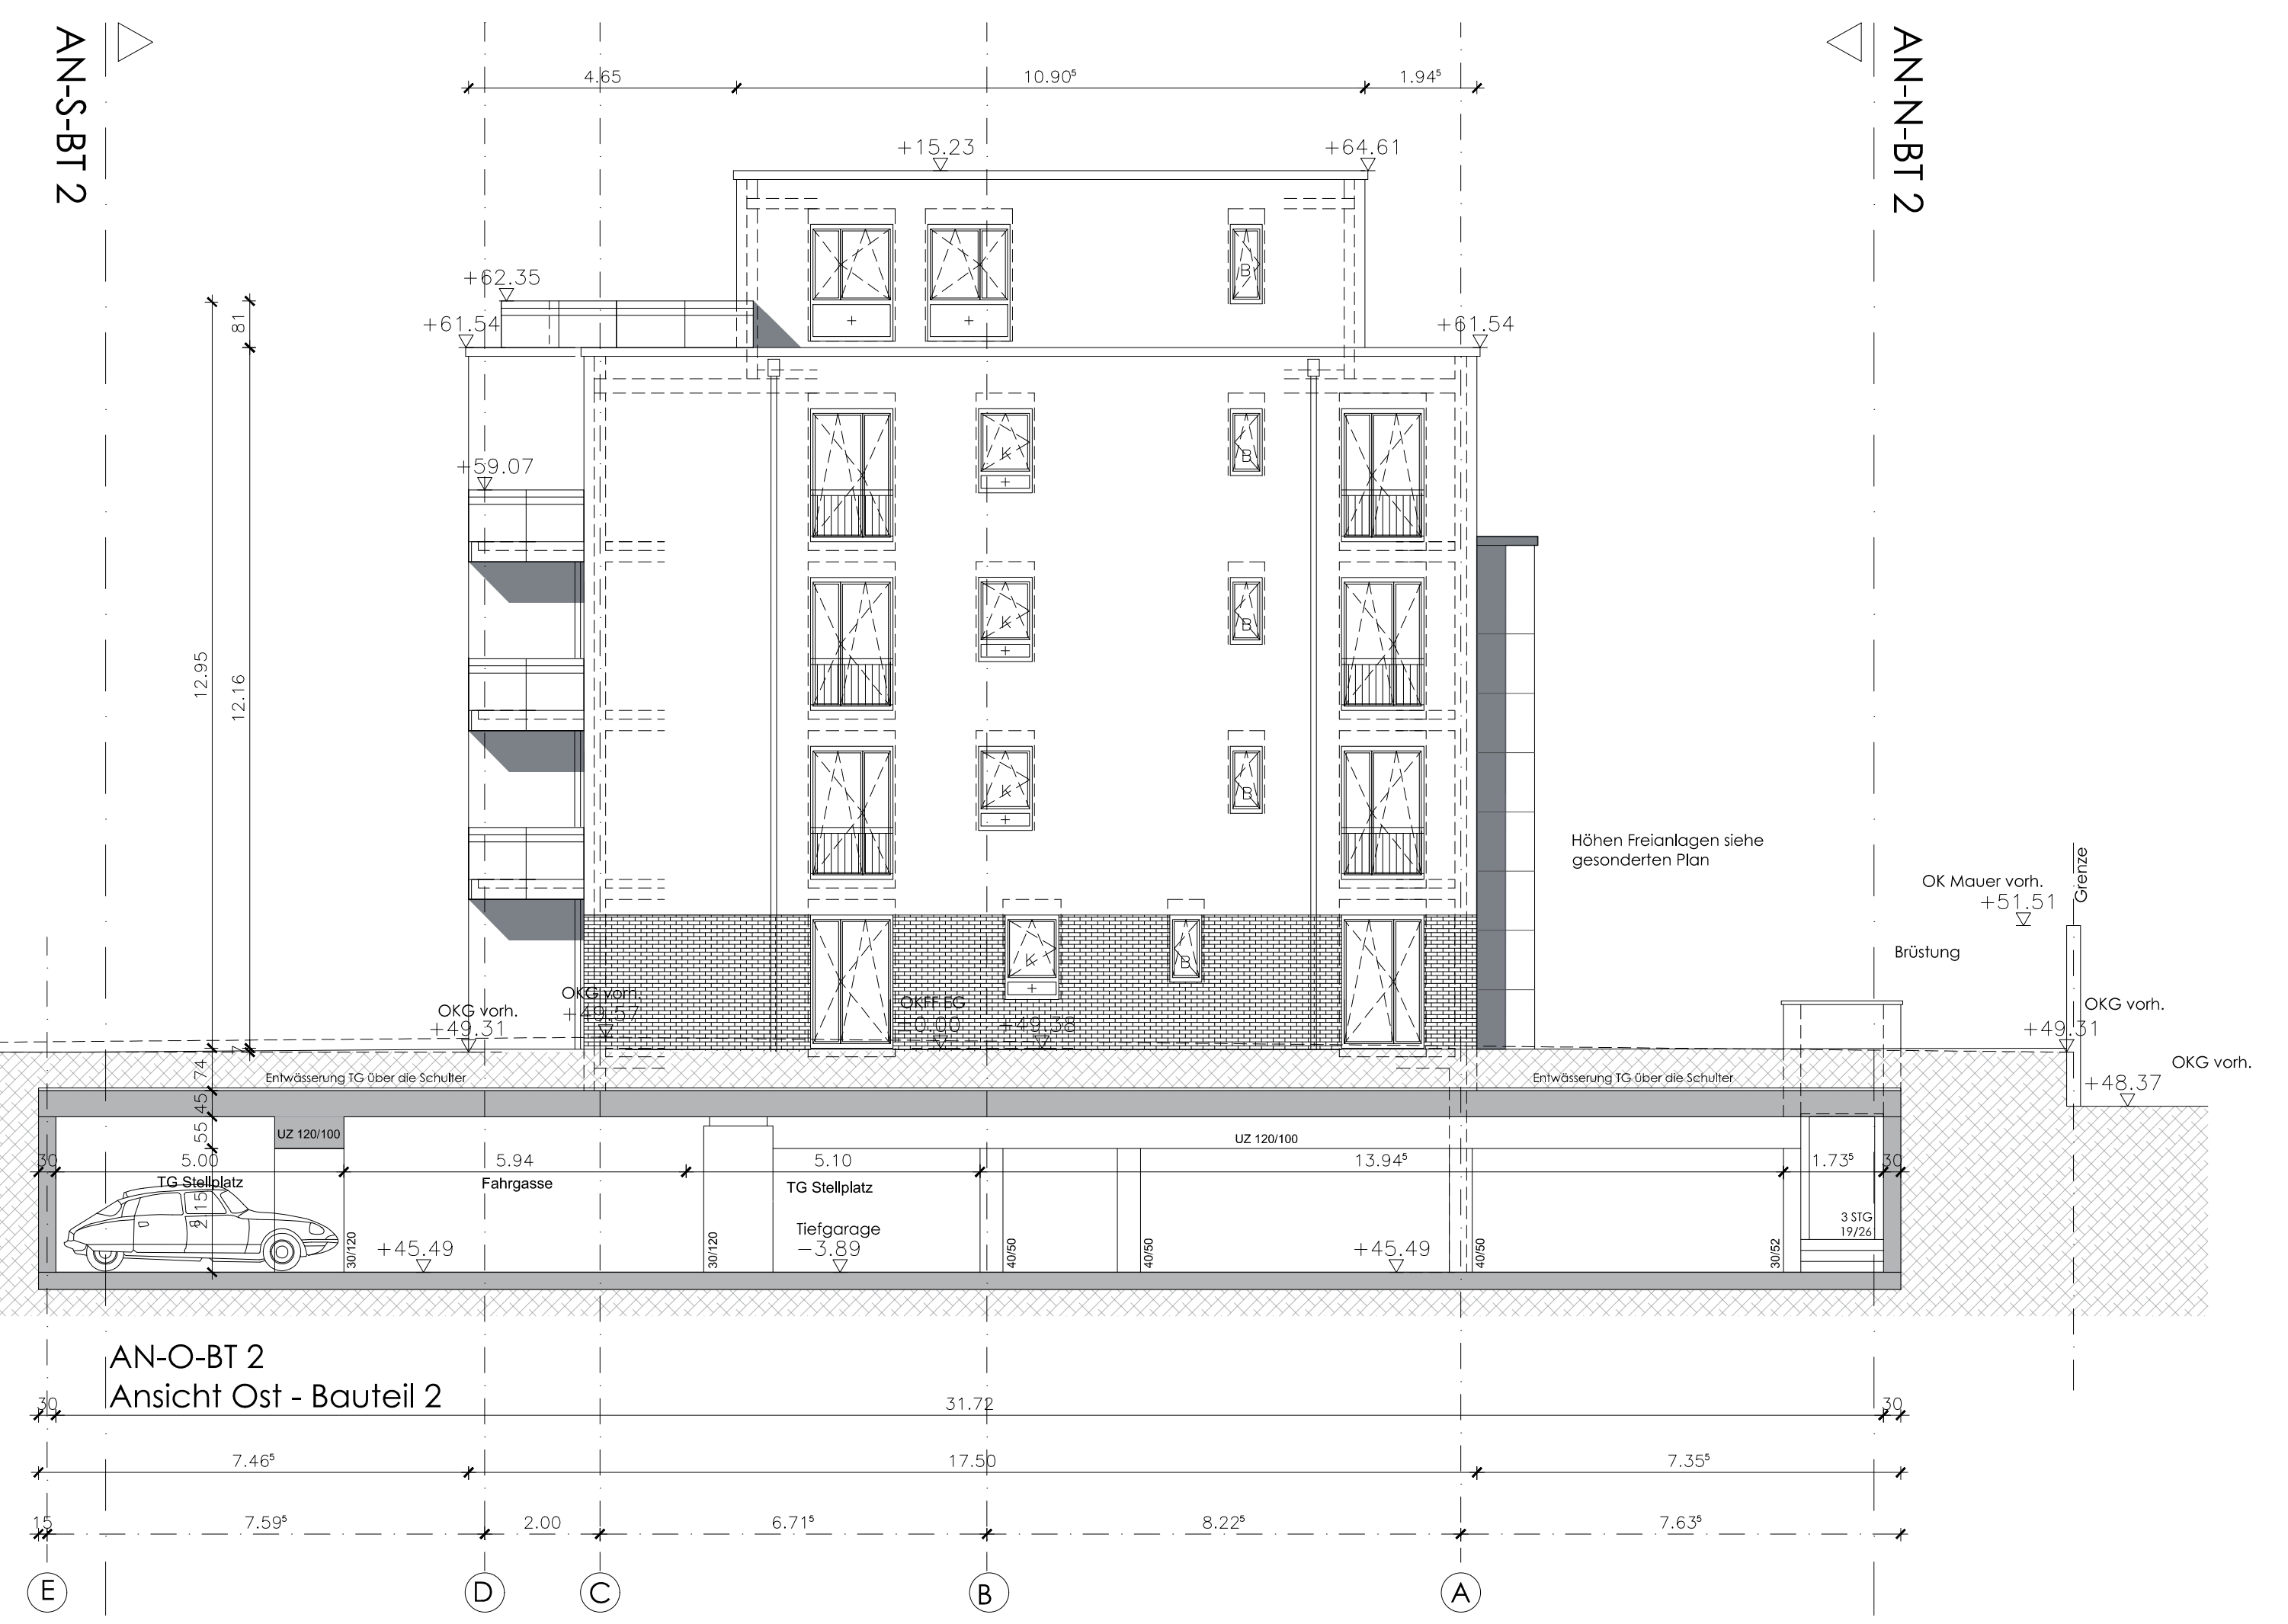 AN-S-BT 2
AN-N-BT 2
4.65
10.90⁵
1.94⁵
+15.23
+64.61
+62.35
+61.54
+61.54
81
B
+
+
+59.07
K
B
+
K
B
+
12.95
12.16
K
B
+
Höhen Freianlagen siehe
gesonderten Plan
Grenze
OK Mauer vorh.
+51.51
Brüstung
K
B
+
OKG vorh.
+49.57
OKG vorh.
+49.31
OKFF EG
±0.00
+49.38
OKG vorh.
+49.31
OKG vorh.
+48.37
7
74
Entwässerung TG über die Schulter
Entwässerung TG über die Schulter
45
55
UZ 120/100
UZ 120/100
30
5.00
5.94
5.10
13.94⁵
1.73⁵
30
TG Stellplatz
Fahrgasse
TG Stellplatz
2.15
Tiefgarage
-3.89
+45.49
+45.49
3 STG
19/26
30/120
30/120
40/50
40/50
40/50
30/52
AN-O-BT 2
Ansicht Ost - Bauteil 2
30
31.72
30
7.46⁵
17.50
7.35⁵
15
7.59⁵
2.00
6.71⁵
8.22⁵
7.63⁵
E
D
C
B
A